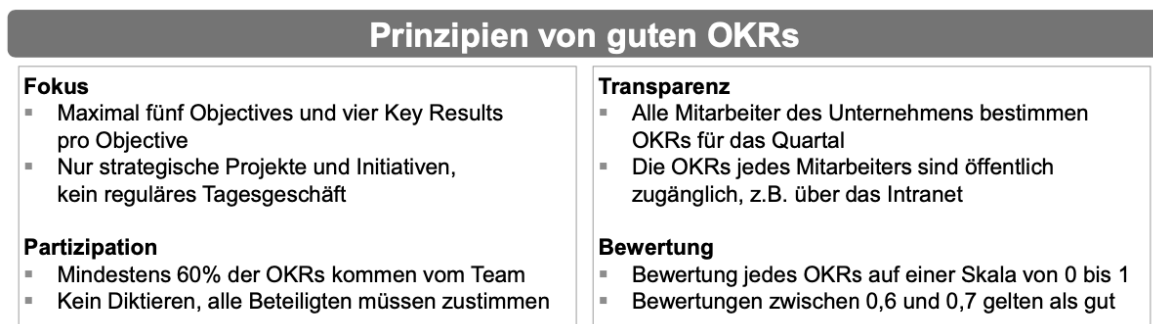 Prinzipien von guten OKRs
Fokus
▪ Maximal fünf Objectives und vier Key Results
pro Objective
▪ Nur strategische Projekte und Initiativen,
kein reguläres Tagesgeschäft
Partizipation
▪ Mindestens 60% der OKRs kommen vom Team
▪ Kein Diktieren, alle Beteiligten müssen zustimmen
Transparenz
▪ Alle Mitarbeiter des Unternehmens bestimmen
OKRs für das Quartal
▪ Die OKRs jedes Mitarbeiters sind öffentlich
zugänglich, z.B. über das Intranet
Bewertung
▪ Bewertung jedes OKRs auf einer Skala von 0 bis 1
▪ Bewertungen zwischen 0,6 und 0,7 gelten als gut